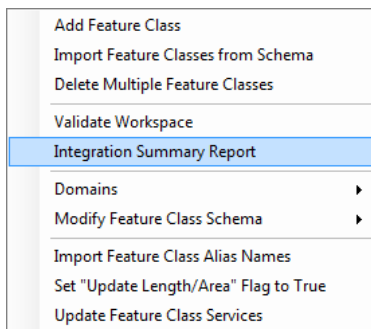 Add Feature Class
Import Feature Classes from Schema
Delete Multiple Feature Classes
Validate Workspace
Integration Summary Report
Domains
Modify Feature Class Schema
Import Feature Class Alias Names
Set "Update Length/Area" Flag to True
Update Feature Class Services